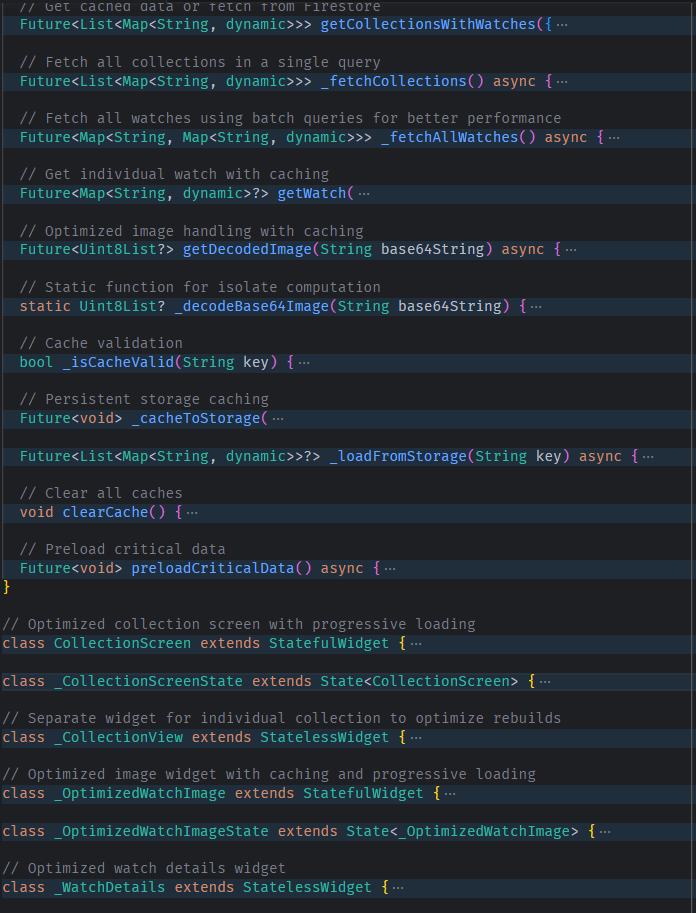 // Get cached data or fetch from Firestore
Future<List<Map<String, dynamic>>> getCollectionsWithWatches({ ···
// Fetch all collections in a single query
Future<List<Map<String, dynamic>>> _fetchCollections() async { ···
// Fetch all watches using batch queries for better performance
Future<Map<String, Map<String, dynamic>>> _fetchAllWatches() async { ···
// Get individual watch with caching
Future<Map<String, dynamic>?> getWatch( ···
// Optimized image handling with caching
Future<Uint8List?> getDecodedImage(String base64String) async { ···
// Static function for isolate computation
static Uint8List? _decodeBase64Image(String base64String) { ···
// Cache validation
bool _isCacheValid(String key) { ···
// Persistent storage caching
Future<void> _cacheToStorage( ···
Future<List<Map<String, dynamic>>?> _loadFromStorage(String key) async { ···
// Clear all caches
void clearCache() { ···
// Preload critical data
Future<void> preloadCriticalData() async { ···
}
// Optimized collection screen with progressive loading
class CollectionScreen extends StatefulWidget { ···
class _CollectionScreenState extends State<CollectionScreen> { ···
// Separate widget for individual collection to optimize rebuilds
class _CollectionView extends StatelessWidget { ···
// Optimized image widget with caching and progressive loading
class _OptimizedWatchImage extends StatefulWidget { ···
class _OptimizedWatchImageState extends State<_OptimizedWatchImage> { ···
// Optimized watch details widget
class _WatchDetails extends StatelessWidget { ···